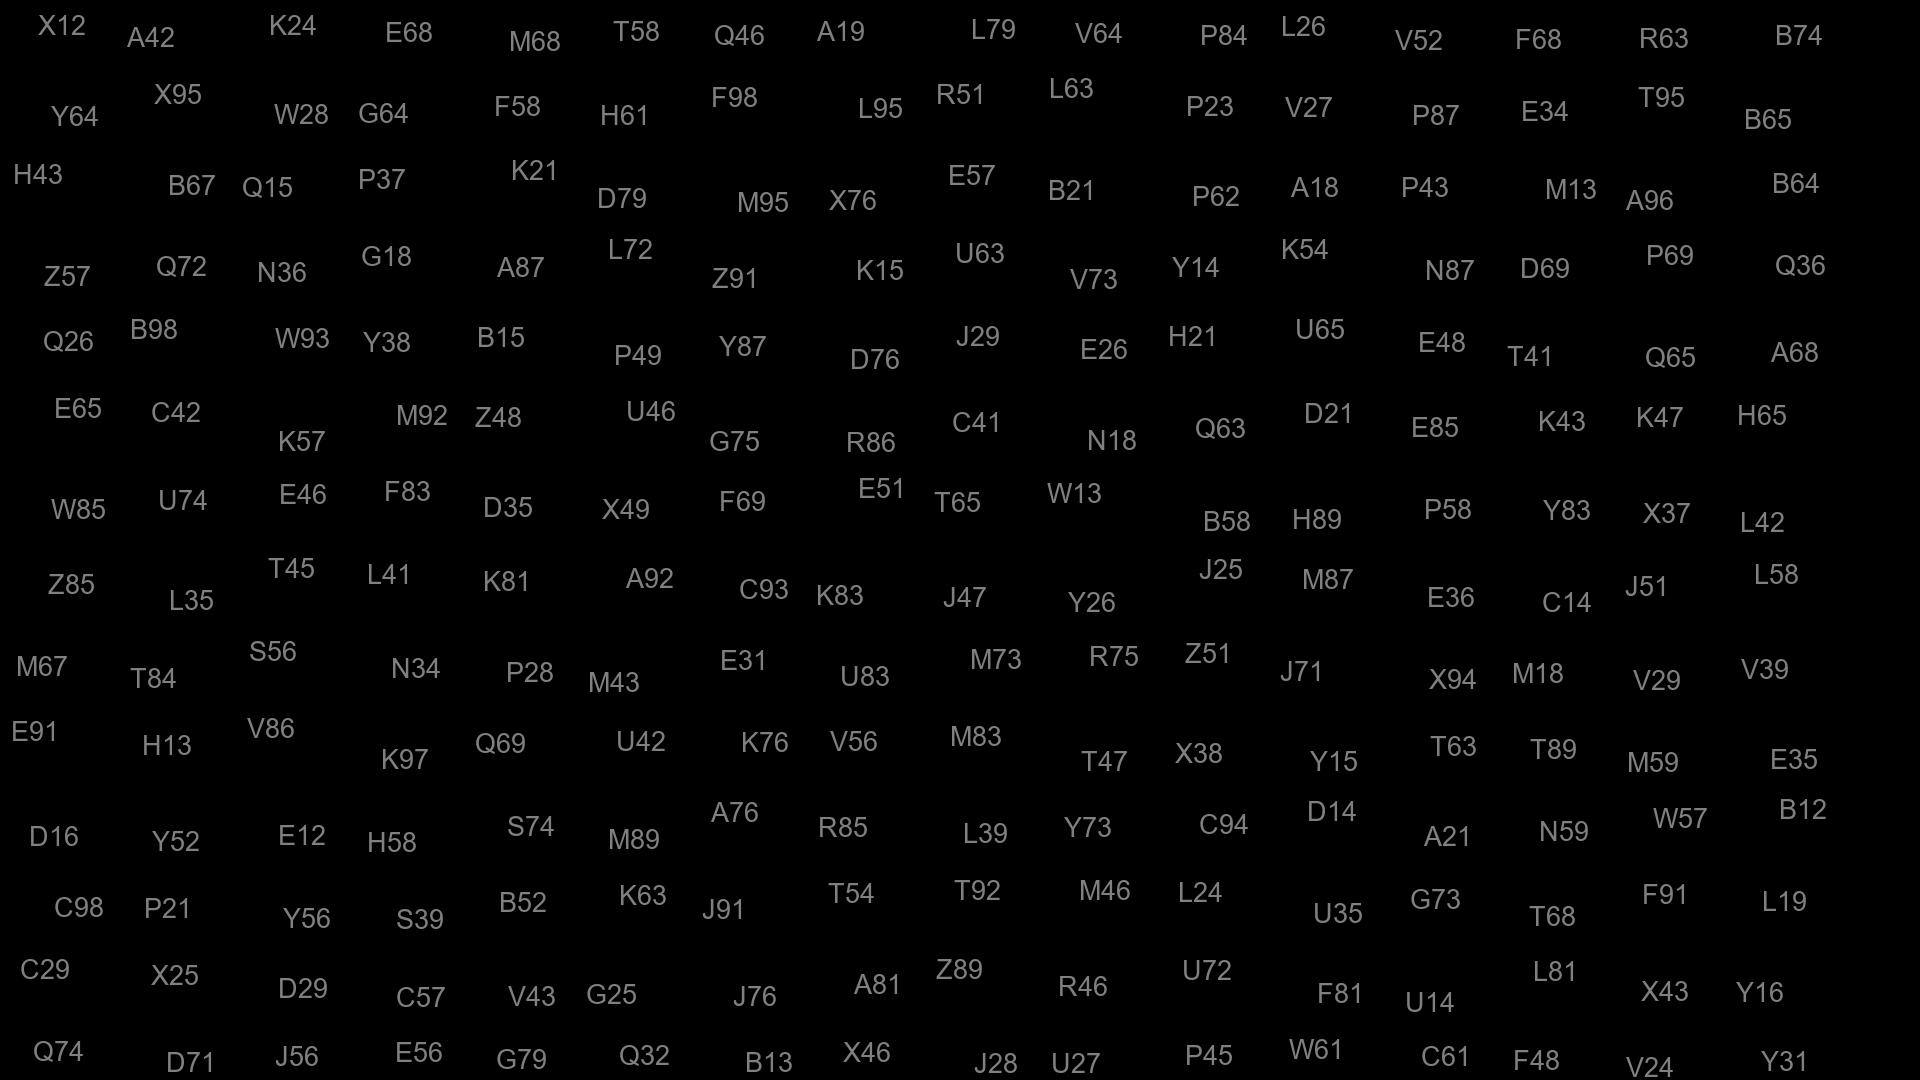 X12 A42 K24 E68 M68 T58 Q46 A19 L79 V64 P84 L26 V52 F68 R63 B74
Y64 X95 W28 G64 F58 H61 F98 L95 R51 L63 P23 V27 P87 E34 T95 B65
H43 B67 Q15 P37 K21 D79 M95 X76 E57 B21 P62 A18 P43 M13 A96 B64
Z57 Q72 N36 G18 A87 L72 Z91 K15 U63 V73 Y14 K54 N87 D69 P69 Q36
Q26 B98 W93 Y38 B15 P49 Y87 D76 J29 E26 H21 U65 E48 T41 Q65 A68
E65 C42 K57 M92 Z48 U46 G75 R86 C41 N18 Q63 D21 E85 K43 K47 H65
W85 U74 E46 F83 D35 X49 F69 E51 T65 W13 B58 H89 P58 Y83 X37 L42
Z85 L35 T45 L41 K81 A92 C93 K83 J47 Y26 J25 M87 E36 C14 J51 L58
M67 T84 S56 N34 P28 M43 E31 U83 M73 R75 Z51 J71 X94 M18 V29 V39
E91 H13 V86 K97 Q69 U42 K76 V56 M83 T47 X38 Y15 T63 T89 M59 E35
D16 Y52 E12 H58 S74 M89 A76 R85 L39 Y73 C94 D14 A21 N59 W57 B12
C98 P21 Y56 S39 B52 K63 J91 T54 T92 M46 L24 U35 G73 T68 F91 L19
C29 X25 D29 C57 V43 G25 J76 A81 Z89 R46 U72 F81 U14 L81 X43 Y16
Q74 D71 J56 E56 G79 Q32 B13 X46 J28 U27 P45 W61 C61 F48 V24 Y31